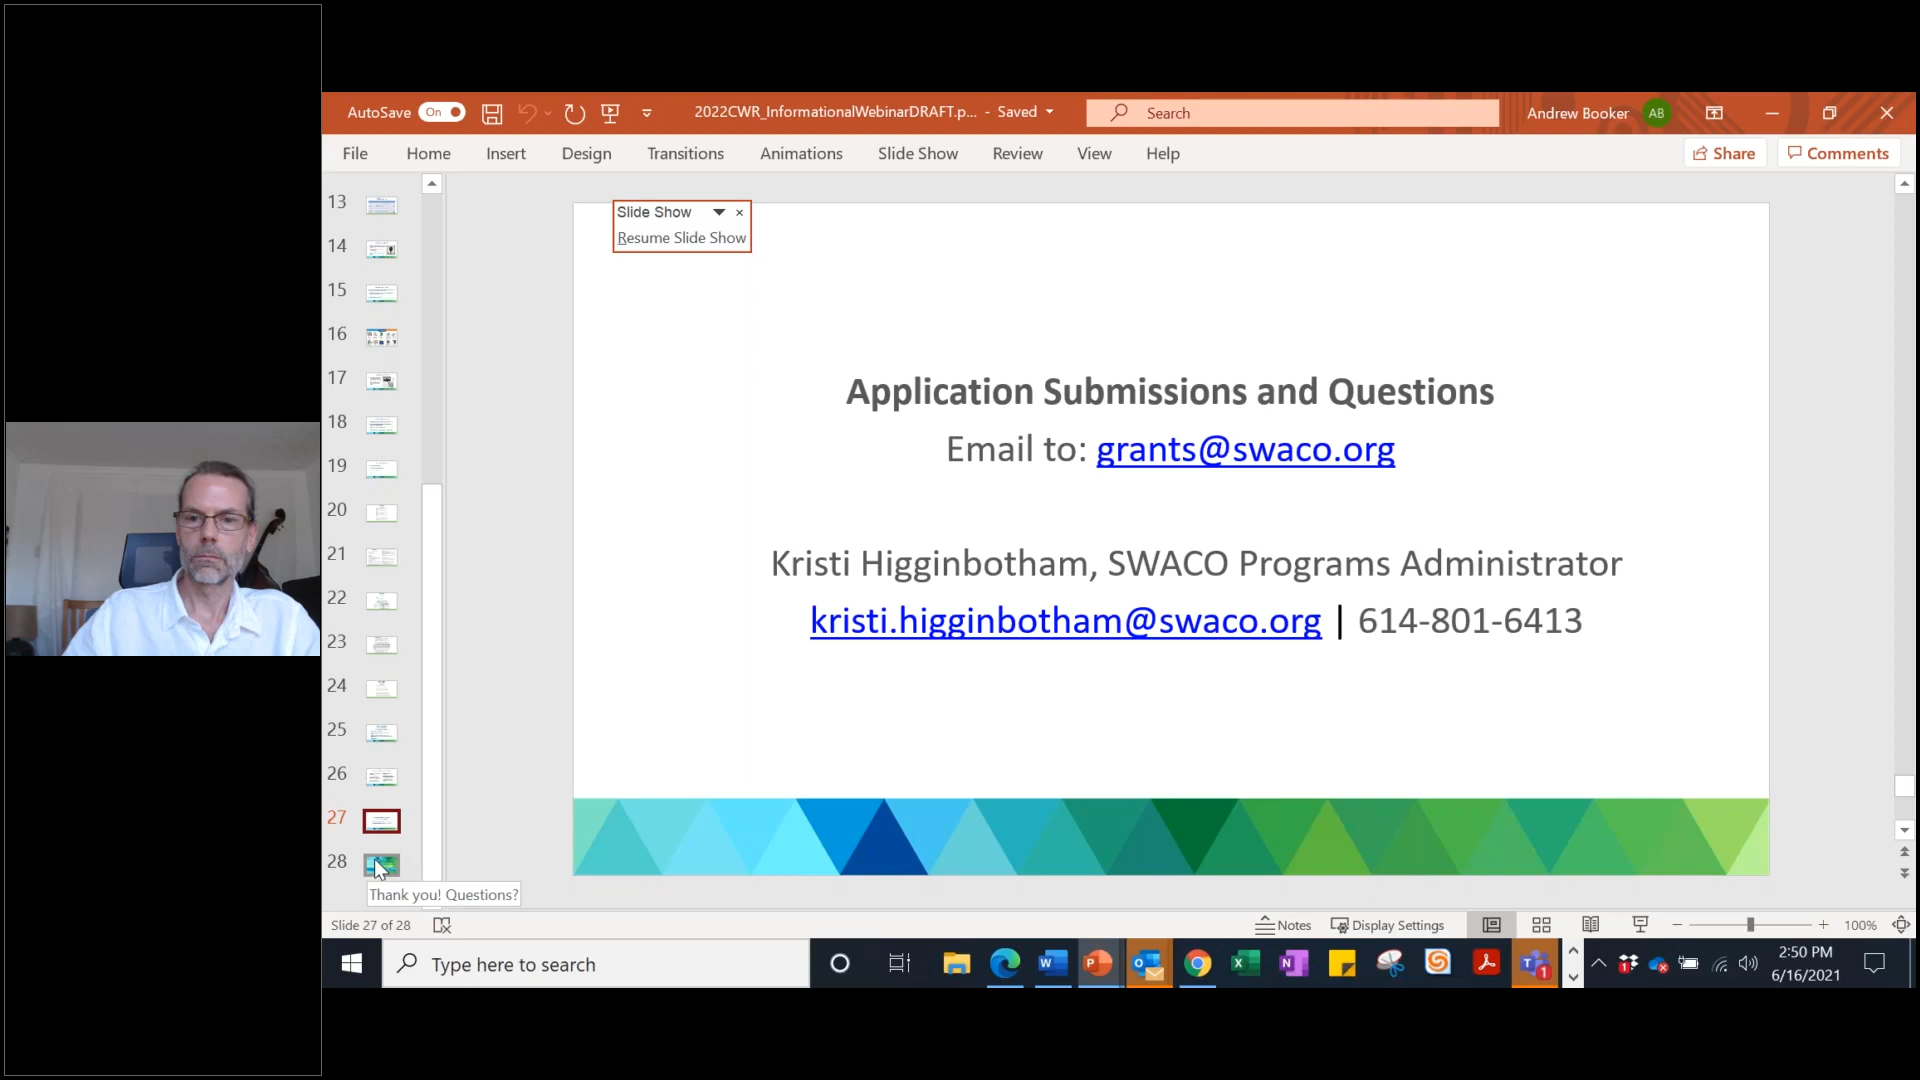 AutoSave On 2022CWR_InformationalWebinarDRAFT.p... - Saved Search Andrew Booker AB
File Home Insert Design Transitions Animations Slide Show Review View Help Share Comments
Slide Show
Resume Slide Show
13
14
15
16
17
18
19
20
21
22
23
24
25
26
27
28
Application Submissions and Questions
Email to: grants@swaco.org
Kristi Higginbotham, SWACO Programs Administrator
kristi.higginbotham@swaco.org | 614-801-6413
Thank you! Questions?
Slide 27 of 28 Notes Display Settings 100%
Type here to search
2:50 PM
6/16/2021